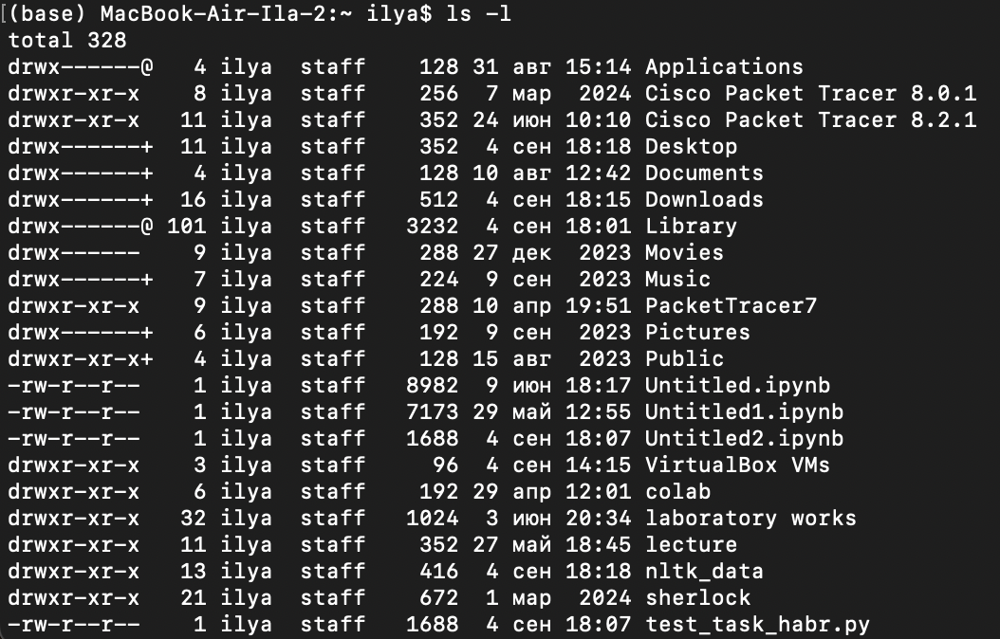 (base) MacBook-Air-Ila-2:~ ilya$ ls -l
total 328
drwx------@   4 ilya  staff    128 31 авг 15:14 Applications
drwxr-xr-x    8 ilya  staff    256  7 мар  2024 Cisco Packet Tracer 8.0.1
drwxr-xr-x   11 ilya  staff    352 24 июн 10:10 Cisco Packet Tracer 8.2.1
drwx------+  11 ilya  staff    352  4 сен 18:18 Desktop
drwx------+   4 ilya  staff    128 10 авг 12:42 Documents
drwx------+  16 ilya  staff    512  4 сен 18:15 Downloads
drwx------@ 101 ilya  staff   3232  4 сен 18:01 Library
drwx------    9 ilya  staff    288 27 дек  2023 Movies
drwx------+   7 ilya  staff    224  9 сен  2023 Music
drwxr-xr-x    9 ilya  staff    288 10 апр 19:51 PacketTracer7
drwx------+   6 ilya  staff    192  9 сен  2023 Pictures
drwxr-xr-x+   4 ilya  staff    128 15 авг  2023 Public
-rw-r--r--    1 ilya  staff   8982  9 июн 18:17 Untitled.ipynb
-rw-r--r--    1 ilya  staff   7173 29 май 12:55 Untitled1.ipynb
-rw-r--r--    1 ilya  staff   1688  4 сен 18:07 Untitled2.ipynb
drwxr-xr-x    3 ilya  staff     96  4 сен 14:15 VirtualBox VMs
drwxr-xr-x    6 ilya  staff    192 29 апр 12:01 colab
drwxr-xr-x   32 ilya  staff   1024  3 июн 20:34 laboratory works
drwxr-xr-x   11 ilya  staff    352 27 май 18:45 lecture
drwxr-xr-x   13 ilya  staff    416  4 сен 18:18 nltk_data
drwxr-xr-x   21 ilya  staff    672  1 мар  2024 sherlock
-rw-r--r--    1 ilya  staff   1688  4 сен 18:07 test_task_habr.py